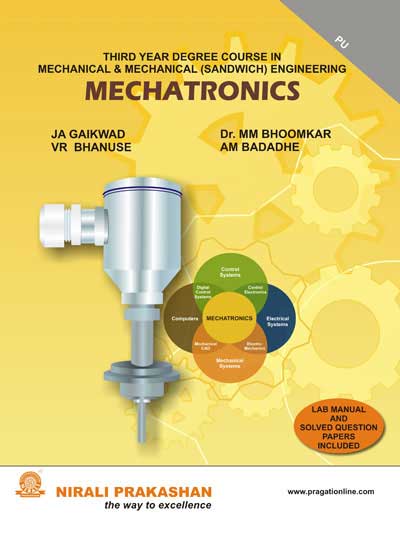 PU
THIRD YEAR DEGREE COURSE IN
MECHANICAL & MECHANICAL (SANDWICH) ENGINEERING
MECHATRONICS
JA GAIKWAD
VR BHANUSE
Dr. MM BHOOMKAR
AM BADADHE
Control
Systems
Digital
Control
Systems
Control
Electronics
Computers
MECHATRONICS
Electrical
Systems
Mechanical
CAD
Electro-
Mechanics
Mechanical
Systems
LAB MANUAL
AND
SOLVED QUESTION
PAPERS
INCLUDED
NIRALI PRAKASHAN
the way to excellence
www.pragationline.com